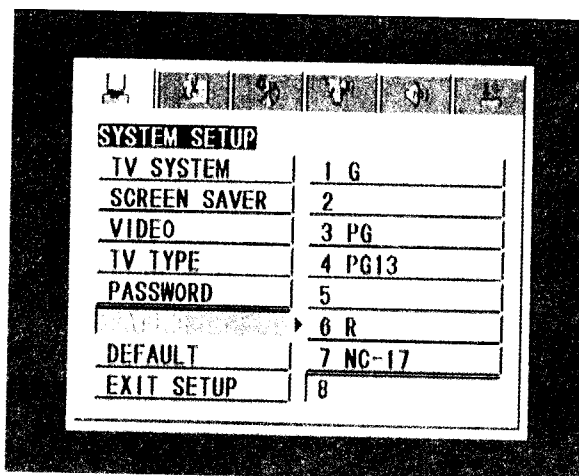 SYSTEM SETUP
TV SYSTEM
SCREEN SAVER
VIDEO
TV TYPE
PASSWORD
DEFAULT
EXIT SETUP
1 G
2
3 PG
4 PG13
5
6 R
7 NC-17
8